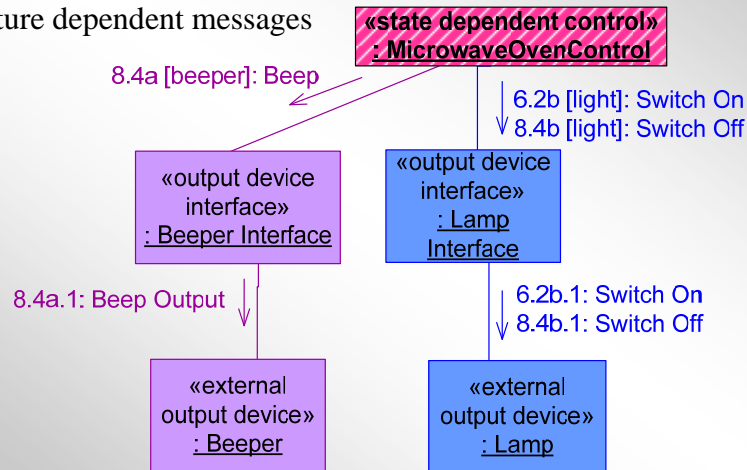 ture dependent messages
«state dependent control»
: MicrowaveOvenControl
8.4a [beeper]: Beep
6.2b [light]: Switch On
8.4b [light]: Switch Off
«output device
interface»
: Beeper Interface
«output device
interface»
: Lamp
Interface
8.4a.1: Beep Output
6.2b.1: Switch On
8.4b.1: Switch Off
«external
output device»
: Beeper
«external
output device»
: Lamp